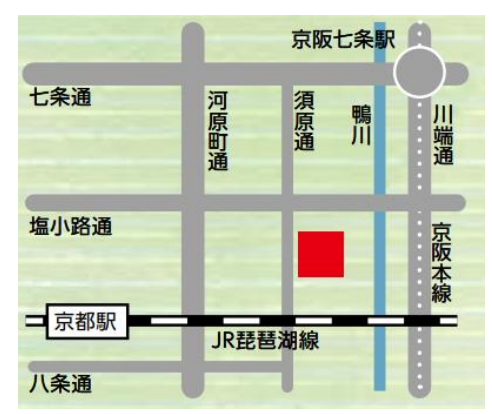 京阪七条駅
七条通
河原町通
須原通
鴨川
川端通
塩小路通
京阪本線
京都駅
JR琵琶湖線
八条通